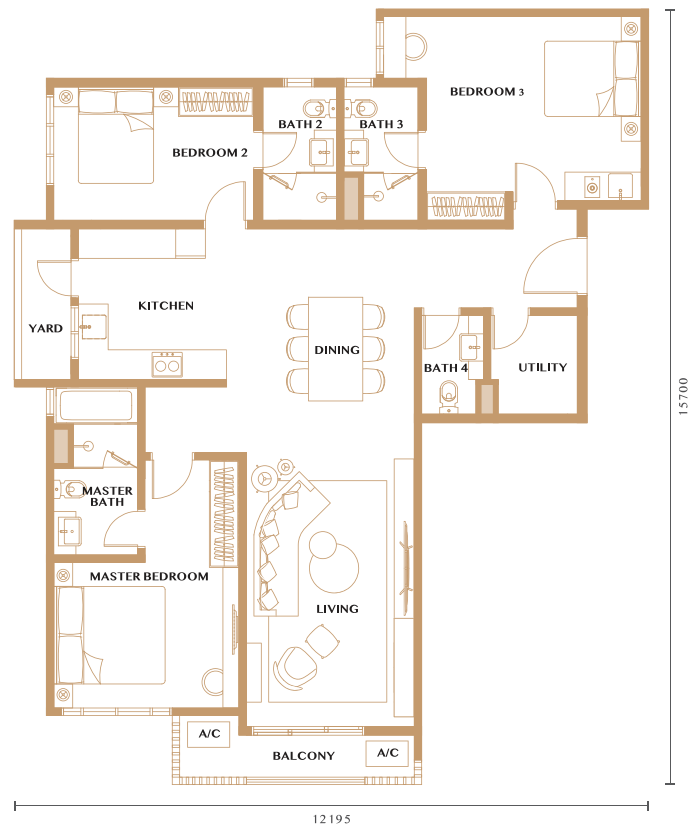 BEDROOM 3
BATH 2
BATH 3
BEDROOM 2
KITCHEN
YARD
DINING
BATH 4
UTILITY
15700
MASTER
BATH
MASTER BEDROOM
LIVING
A/C
BALCONY
A/C
12195